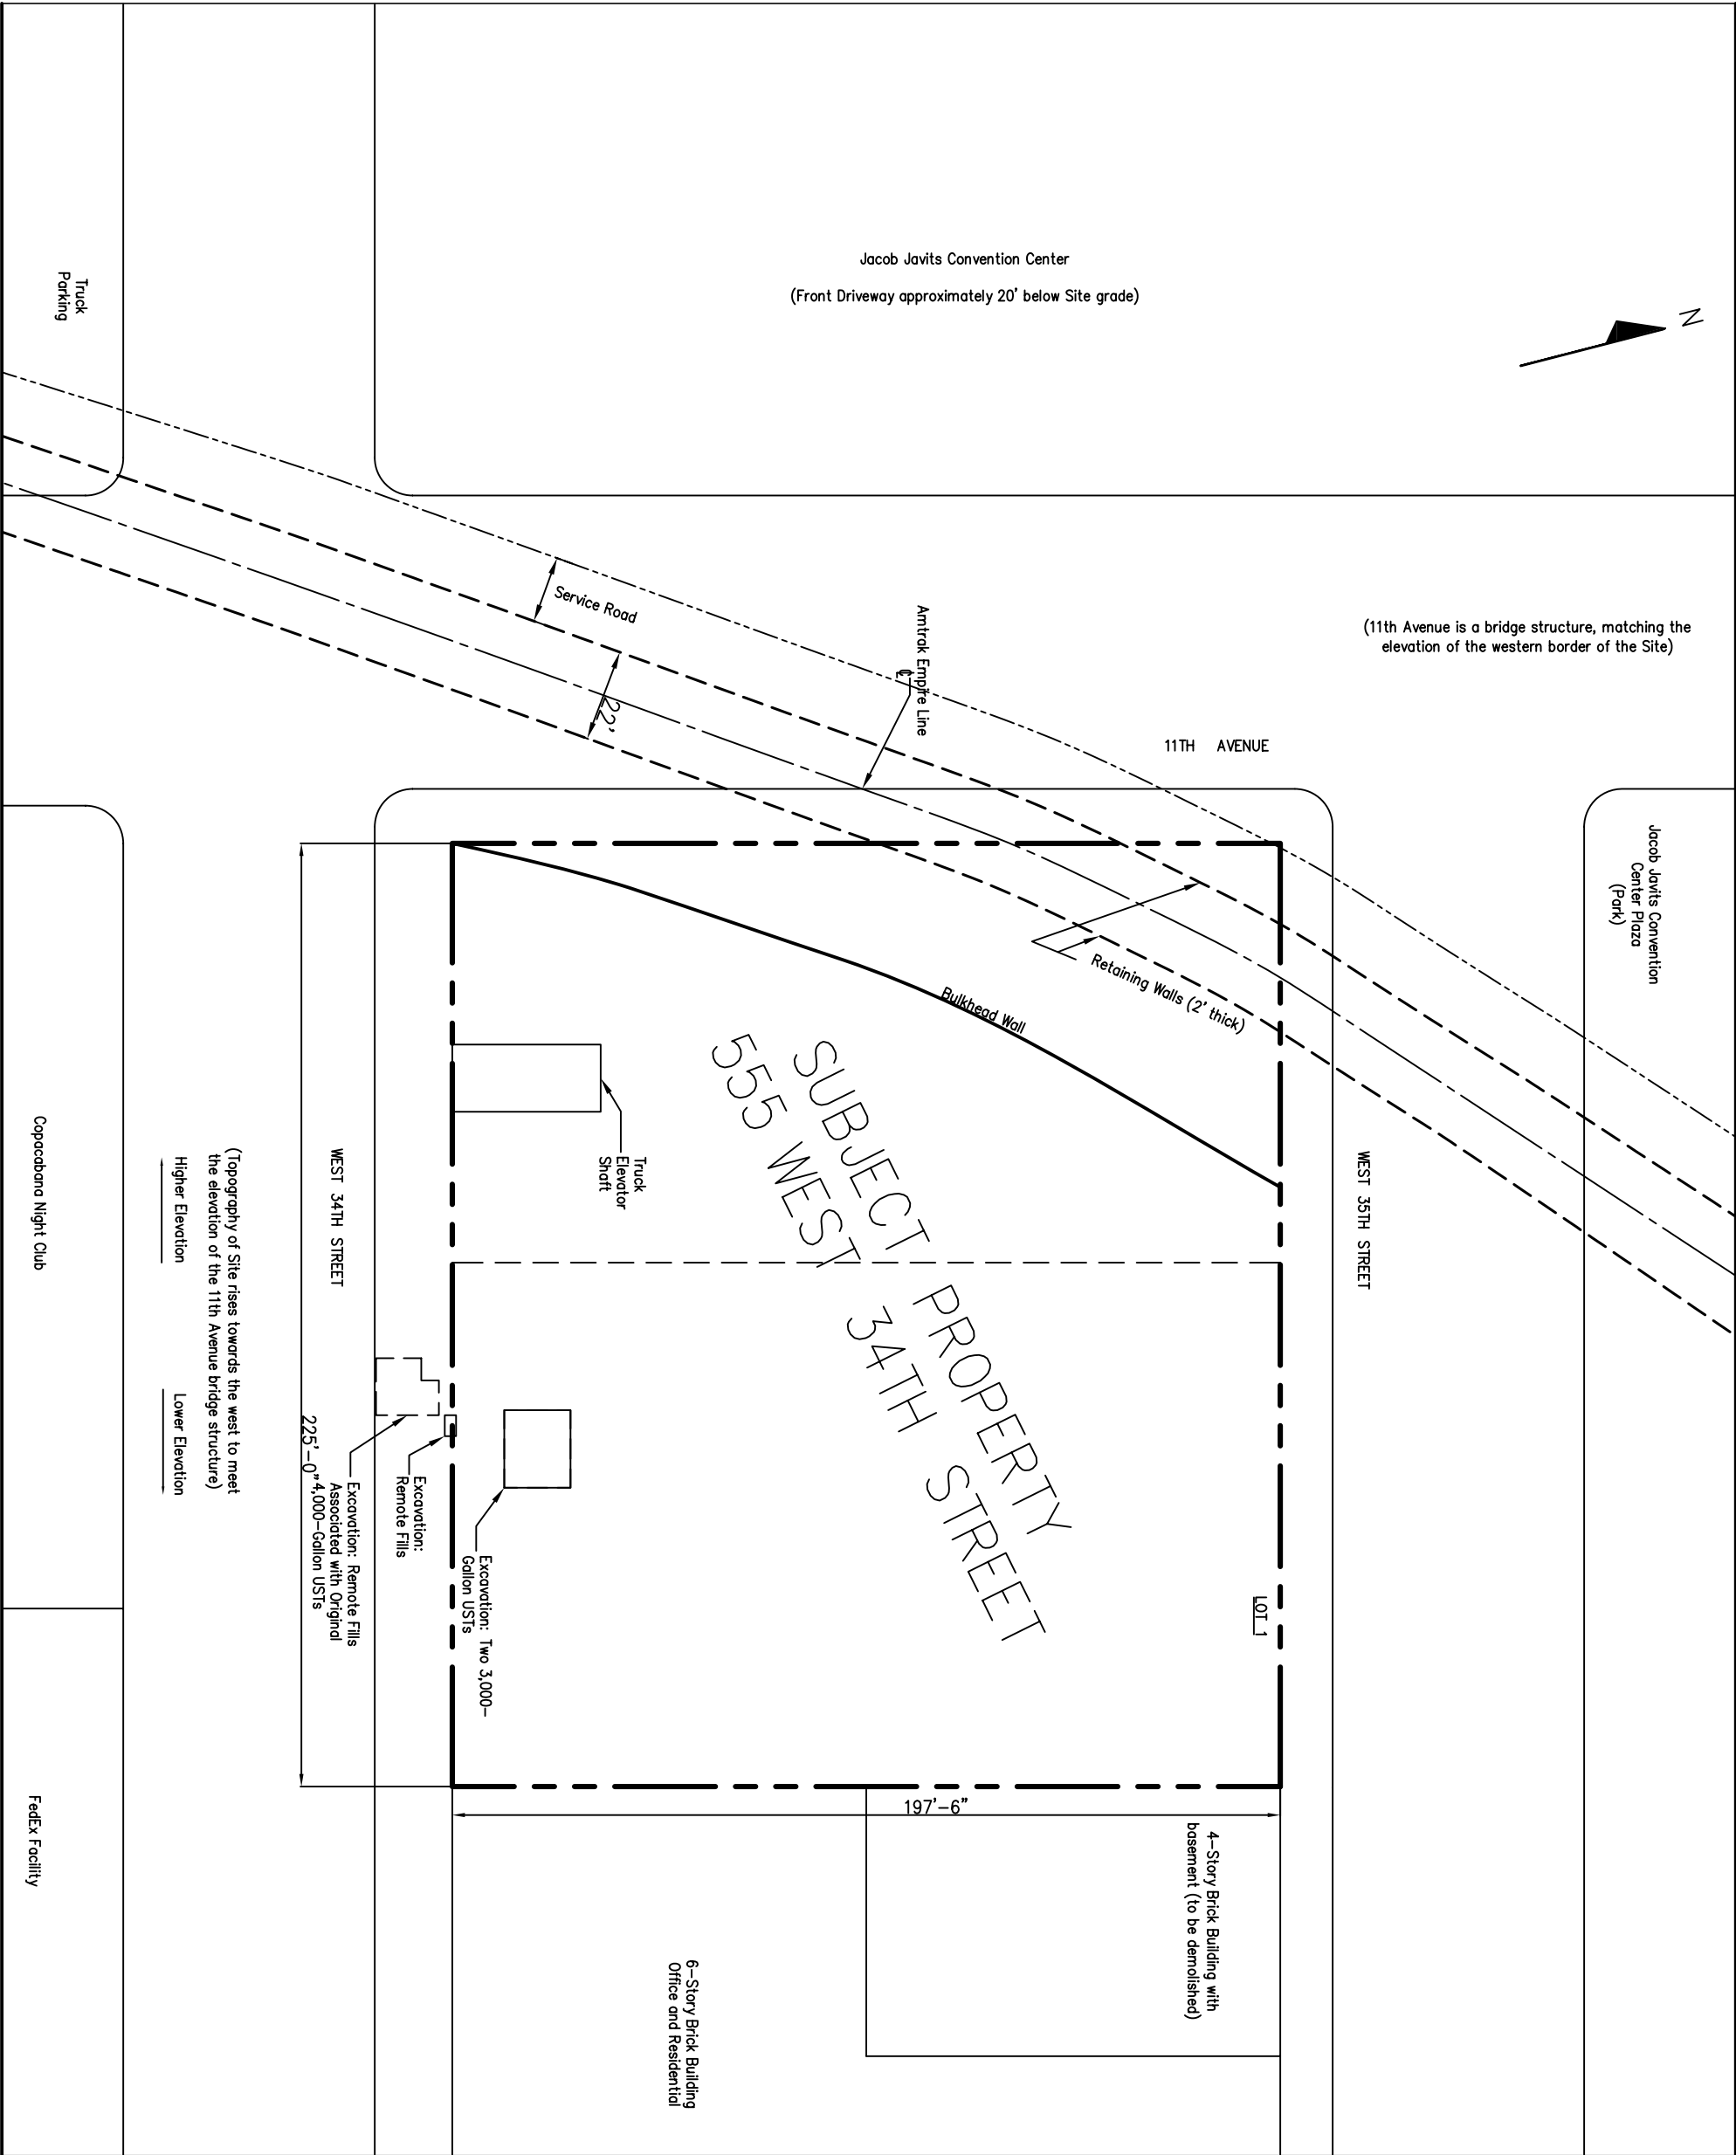 Jacob Javits Convention Center
(Front Driveway approximately 20' below Site grade)
N
Truck
Parking
Service Road
22'
Amtrak Empire Line
℄
(11th Avenue is a bridge structure, matching the
elevation of the western border of the Site)
11TH AVENUE
Jacob Javits Convention
Center Plaza
(Park)
Retaining Walls (2' thick)
Bulkhead Wall
SUBJECT PROPERTY
555 WEST 34TH STREET
Truck
Elevator
Shaft
WEST 35TH STREET
WEST 34TH STREET
(Topography of Site rises towards the west to meet
the elevation of the 11th Avenue bridge structure)
Higher Elevation
Lower Elevation
Copacabana Night Club
225'-0"
Excavation: Remote Fills
Associated with Original
4,000-Gallon USTs
Excavation:
Remote Fills
Excavation: Two 3,000-
Gallon USTs
LOT 1
197'-6"
4-Story Brick Building with
basement (to be demolished)
6-Story Brick Building
Office and Residential
FedEx Facility